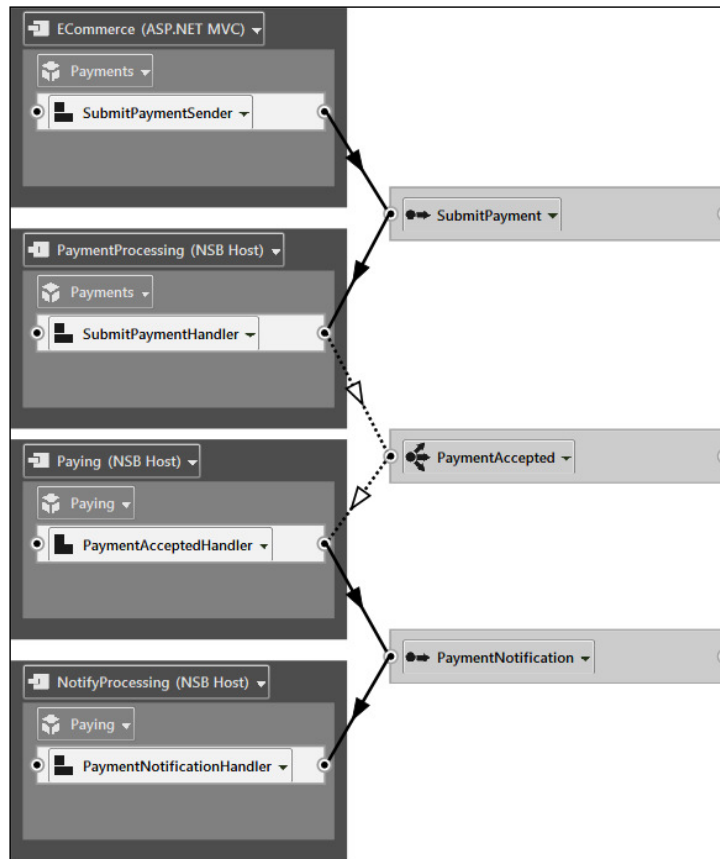 ECommerce (ASP.NET MVC)
Payments
SubmitPaymentSender
SubmitPayment
PaymentProcessing (NSB Host)
Payments
SubmitPaymentHandler
PaymentAccepted
Paying (NSB Host)
Paying
PaymentAcceptedHandler
PaymentNotification
NotifyProcessing (NSB Host)
Paying
PaymentNotificationHandler